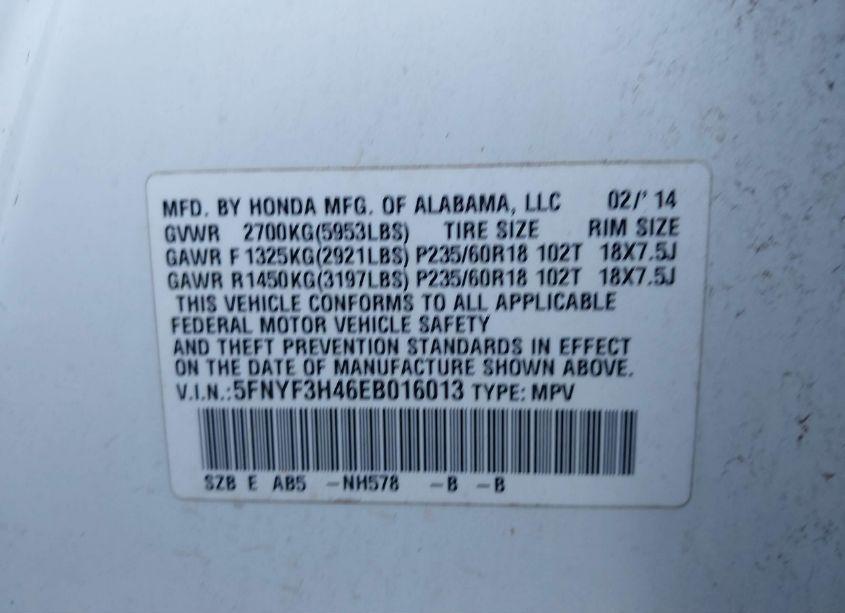 MFD. BY HONDA MFG. OF ALABAMA, LLC 02/' 14
GVWR 2700KG(5953LBS) TIRE SIZE RIM SIZE
GAWR F 1325KG(2921LBS) P235/60R18 102T 18X7.5J
GAWR R1450KG(3197LBS) P235/60R18 102T 18X7.5J
THIS VEHICLE CONFORMS TO ALL APPLICABLE
FEDERAL MOTOR VEHICLE SAFETY
AND THEFT PREVENTION STANDARDS IN EFFECT
ON THE DATE OF MANUFACTURE SHOWN ABOVE.
V.I.N.:5FNYF3H46EB016013 TYPE: MPV
SZB E AB5 -NH578 -B -B